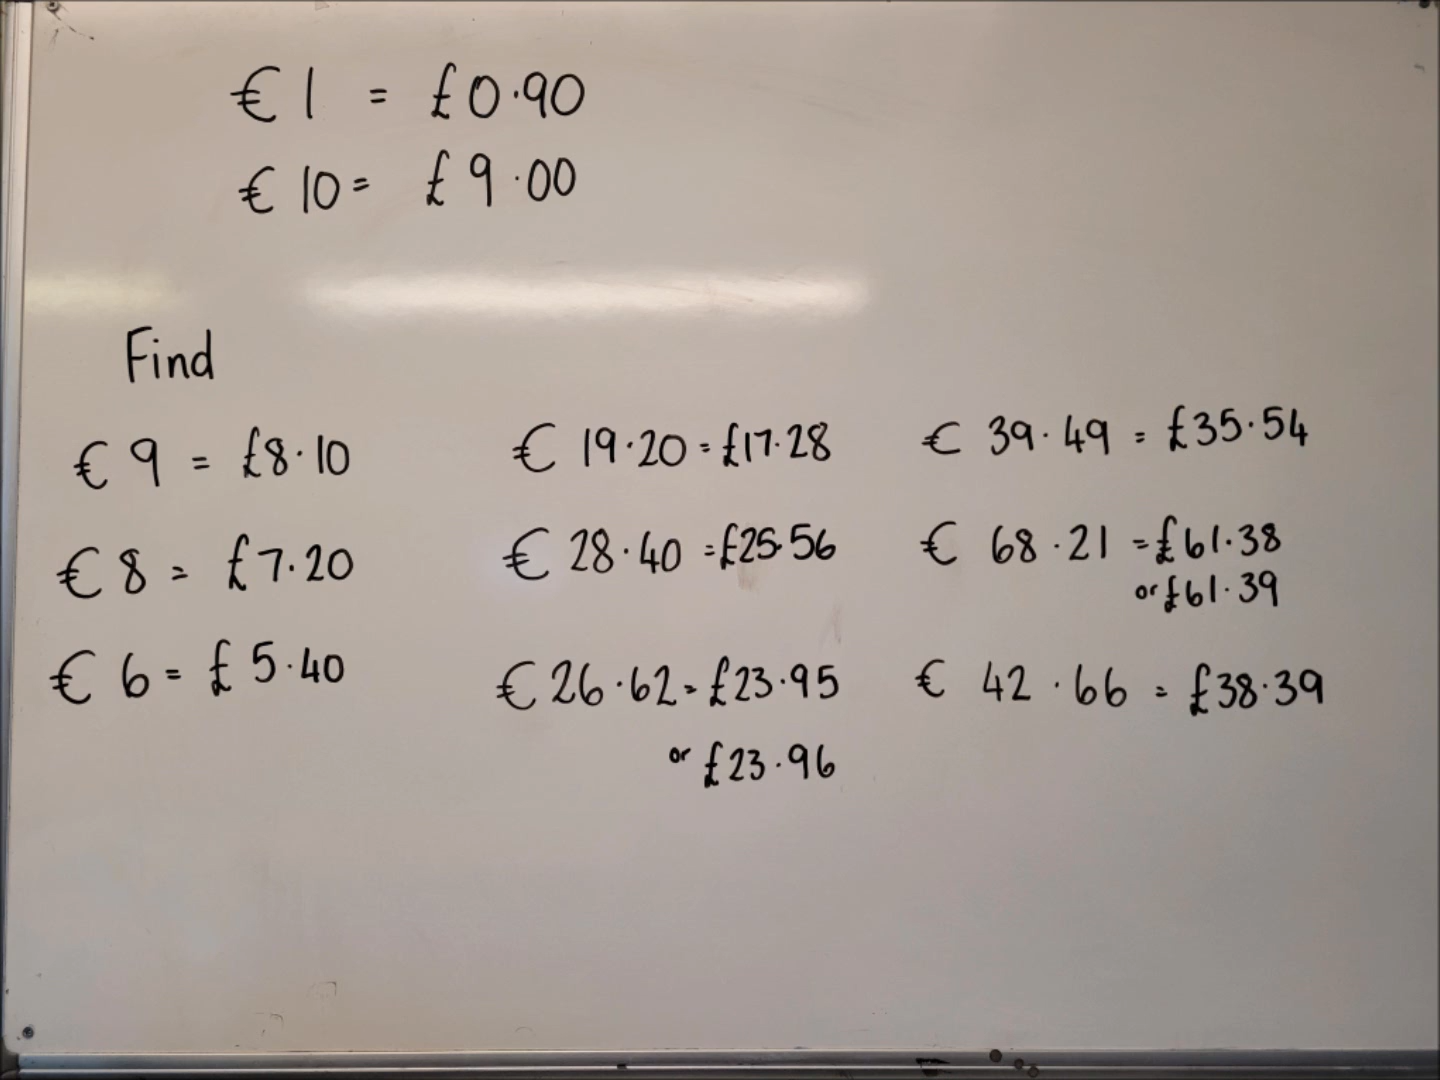 € 1 = £0.90
€ 10 = £9.00
Find
€ 9 = £8.10
€ 8 = £7.20
€ 6 = £5.40
€ 19.20 = £17.28
€ 28.40 = £25.56
€ 26.62 = £23.95
or £23.96
€ 39.49 = £35.54
€ 68.21 = £61.38
or £61.39
€ 42.66 = £38.39